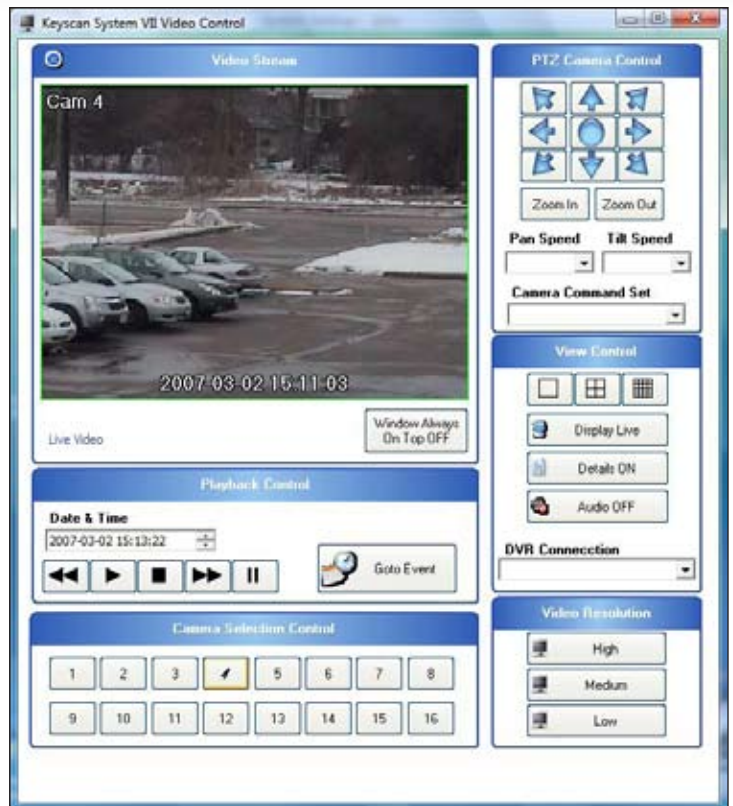 Keyscan System VII Video Control
Video Stream
Cam 4
2007-03-02 15:11:03
Live Video
Window Always
On Top OFF
Playback Control
Date & Time
2007-03-02 15:13:22
Goto Event
Camera Selection Control
1 2 3 4 5 6 7 8
9 10 11 12 13 14 15 16
PTZ Camera Control
Zoom In Zoom Out
Pan Speed Tilt Speed
Camera Command Set
View Control
Display Live
Details ON
Audio OFF
DVR Connecction
Video Resolution
High
Medium
Low